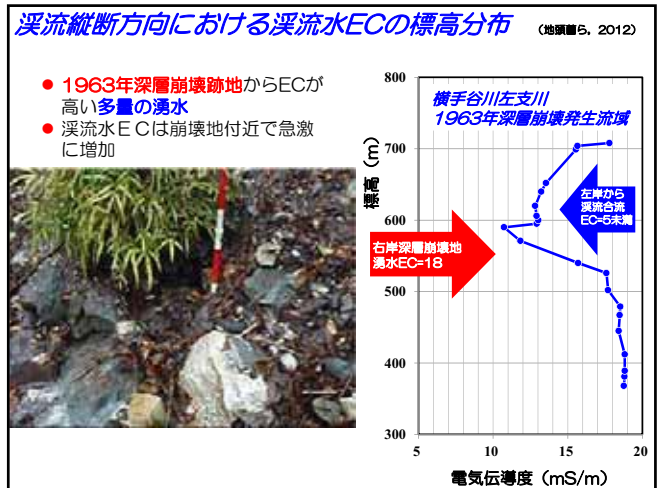 渓流縦断方向における渓流水ECの標高分布 (地頭薗ら, 2012)
● 1963年深層崩壊跡地からECが
高い多量の湧水
● 渓流水ECは崩壊地付近で急激
に増加
横手谷川左支川
1963年深層崩壊発生流域
左岸から
渓流合流
EC=5未満
右岸深層崩壊地
湧水EC=18
標高 (m)
800
700
600
500
400
300
5 10 15 20
電気伝導度 (mS/m)